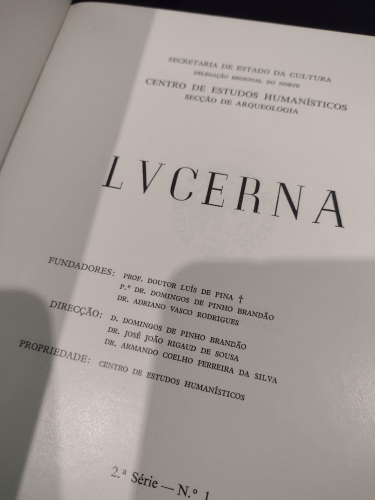 SECRETARIA DE ESTADO DA CULTURA
DELEGAÇÃO REGIONAL DO NORTE
CENTRO DE ESTUDOS HUMANÍSTICOS
SECÇÃO DE ARQUEOLOGIA
LVCERNA
FUNDADORES: PROF. DOUTOR LUÍS DE PINA †
P.e DR. DOMINGOS DE PINHO BRANDÃO
DR. ADRIANO VASCO RODRIGUES
DIRECÇÃO: D. DOMINGOS DE PINHO BRANDÃO
DR. JOSÉ JOÃO RIGAUD DE SOUSA
DR. ARMANDO COELHO FERREIRA DA SILVA
PROPRIEDADE: CENTRO DE ESTUDOS HUMANÍSTICOS
2.ª Série — N.º 1